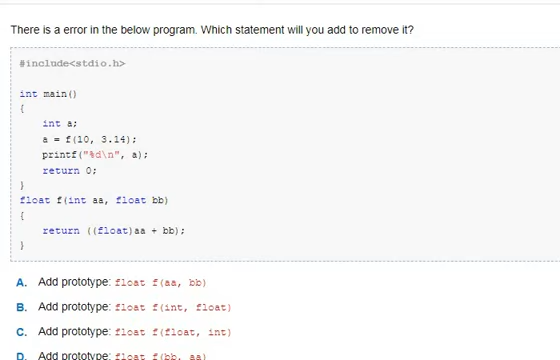 There is a error in the below program. Which statement will you add to remove it?
#include<stdio.h>
int main()
{
int a;
a = f(10, 3.14);
printf("%d\n", a);
return 0;
}
float f(int aa, float bb)
{
return ((float)aa + bb);
}
A. Add prototype: float f(aa, bb)
B. Add prototype: float f(int, float)
C. Add prototype: float f(float, int)
D. Add prototype: float f(bb, aa)